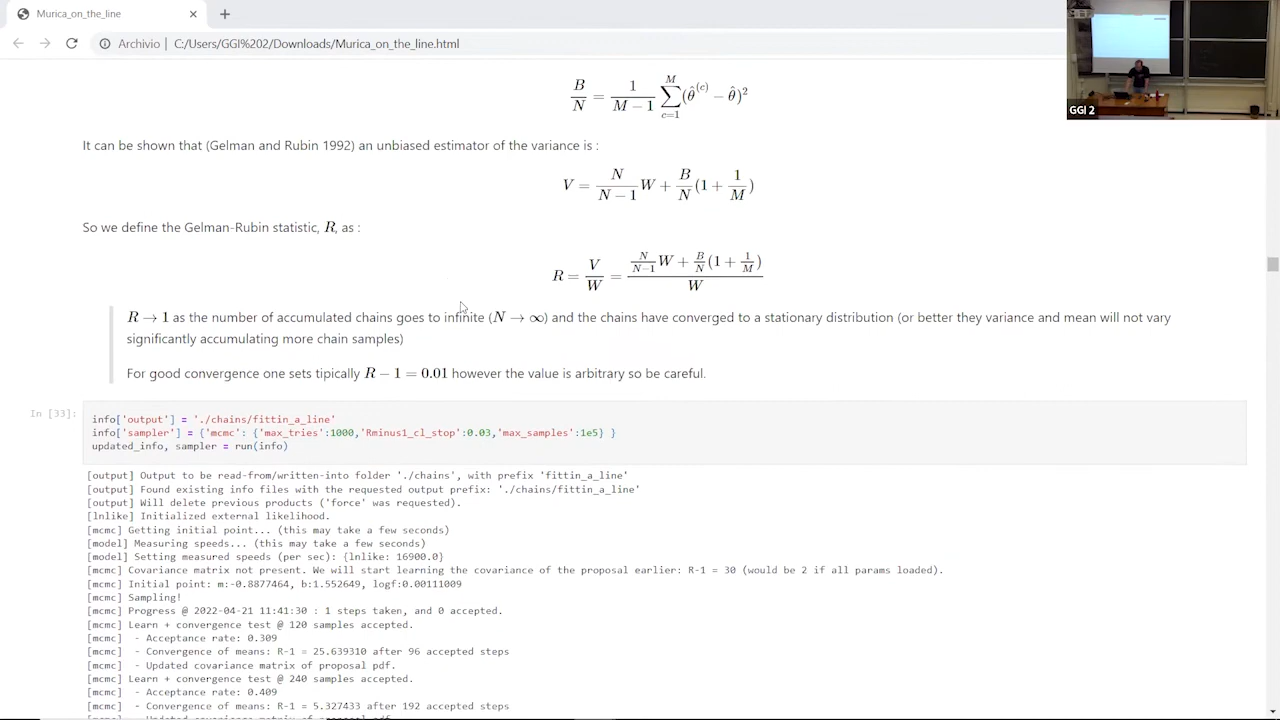 Murica_on_the_line
Archivio | C:/Users/GGI%202/Downloads/Murica_on_the_line.html
GGI 2
B/N = 1/(M − 1) ∑_{c=1}^{M} (θ̂^{(c)} − θ̂)²
It can be shown that (Gelman and Rubin 1992) an unbiased estimator of the variance is :
V = N/(N − 1) W + B/N (1 + 1/M)
So we define the Gelman-Rubin statistic, R, as :
R = V/W = (N/(N−1) W + B/N (1 + 1/M)) / W
R → 1 as the number of accumulated chains goes to infinite (N → ∞) and the chains have converged to a stationary distribution (or better they variance and mean will not vary
significantly accumulating more chain samples)
For good convergence one sets tipically R − 1 = 0.01 however the value is arbitrary so be careful.
In [33]:
info['output'] = './chains/fittin_a_line'
info['sampler'] = {'mcmc': {'max_tries':1000,'Rminus1_cl_stop':0.03,'max_samples':1e5} }
updated_info, sampler = run(info)
[output] Output to be read-from/written-into folder './chains', with prefix 'fittin_a_line'
[output] Found existing info files with the requested output prefix: './chains/fittin_a_line'
[output] Will delete previous products ('force' was requested).
[lnlike] Initialized external likelihood.
[mcmc] Getting initial point... (this may take a few seconds)
[model] Measuring speeds... (this may take a few seconds)
[model] Setting measured speeds (per sec): {lnlike: 16900.0}
[mcmc] Covariance matrix not present. We will start learning the covariance of the proposal earlier: R-1 = 30 (would be 2 if all params loaded).
[mcmc] Initial point: m:-0.8877464, b:1.552649, logf:0.00111009
[mcmc] Sampling!
[mcmc] Progress @ 2022-04-21 11:41:30 : 1 steps taken, and 0 accepted.
[mcmc] Learn + convergence test @ 120 samples accepted.
[mcmc]  - Acceptance rate: 0.309
[mcmc]  - Convergence of means: R-1 = 25.639310 after 96 accepted steps
[mcmc]  - Updated covariance matrix of proposal pdf.
[mcmc] Learn + convergence test @ 240 samples accepted.
[mcmc]  - Acceptance rate: 0.409
[mcmc]  - Convergence of means: R-1 = 5.327433 after 192 accepted steps